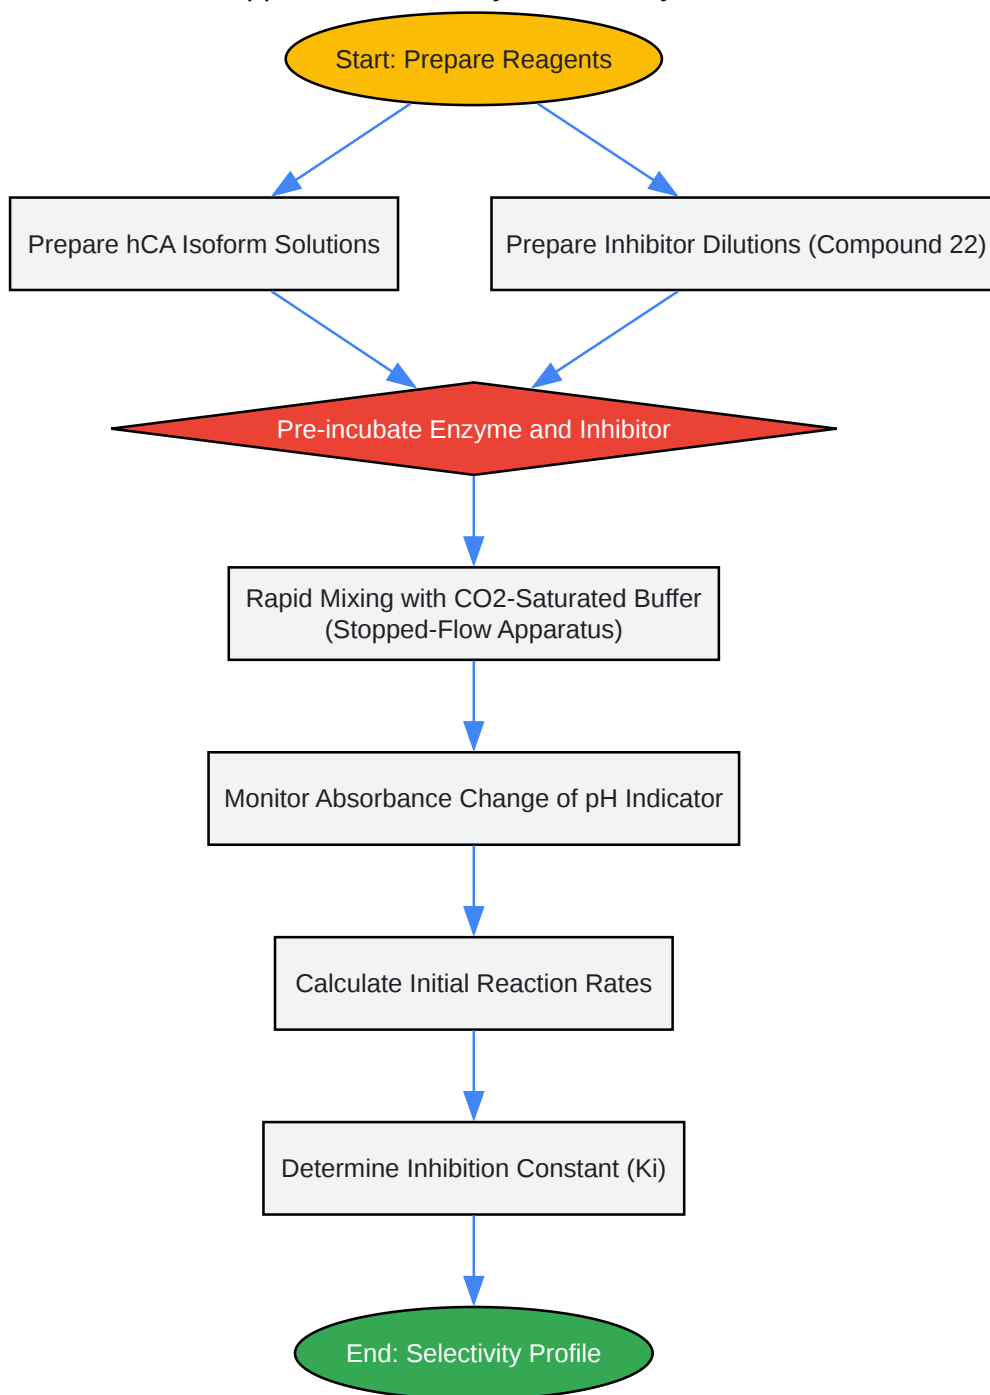 Start: Prepare Reagents
Prepare hCA Isoform Solutions
Prepare Inhibitor Dilutions (Compound 22)
Pre-incubate Enzyme and Inhibitor
Rapid Mixing with CO2-Saturated Buffer
(Stopped-Flow Apparatus)
Monitor Absorbance Change of pH Indicator
Calculate Initial Reaction Rates
Determine Inhibition Constant (Ki)
End: Selectivity Profile